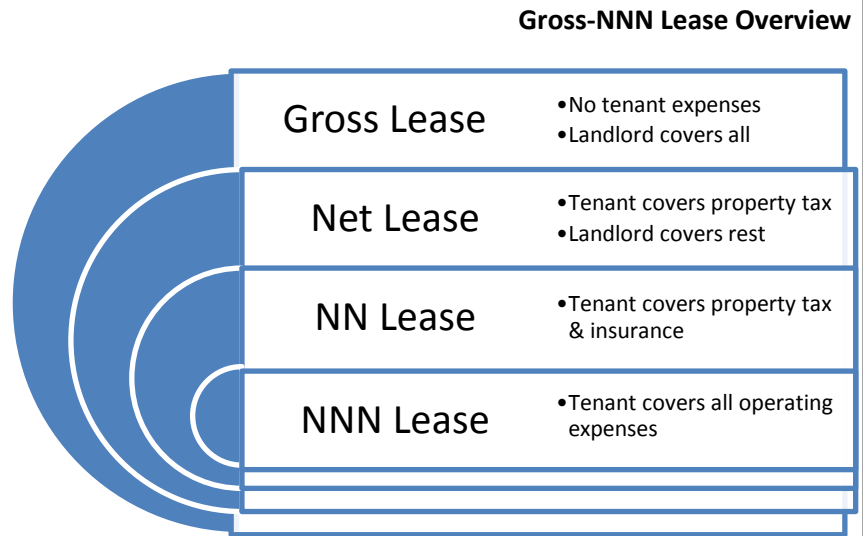 Gross-NNN Lease Overview
Gross Lease
•No tenant expenses
•Landlord covers all
Net Lease
•Tenant covers property tax
•Landlord covers rest
NN Lease
•Tenant covers property tax
& insurance
NNN Lease
•Tenant covers all operating
expenses